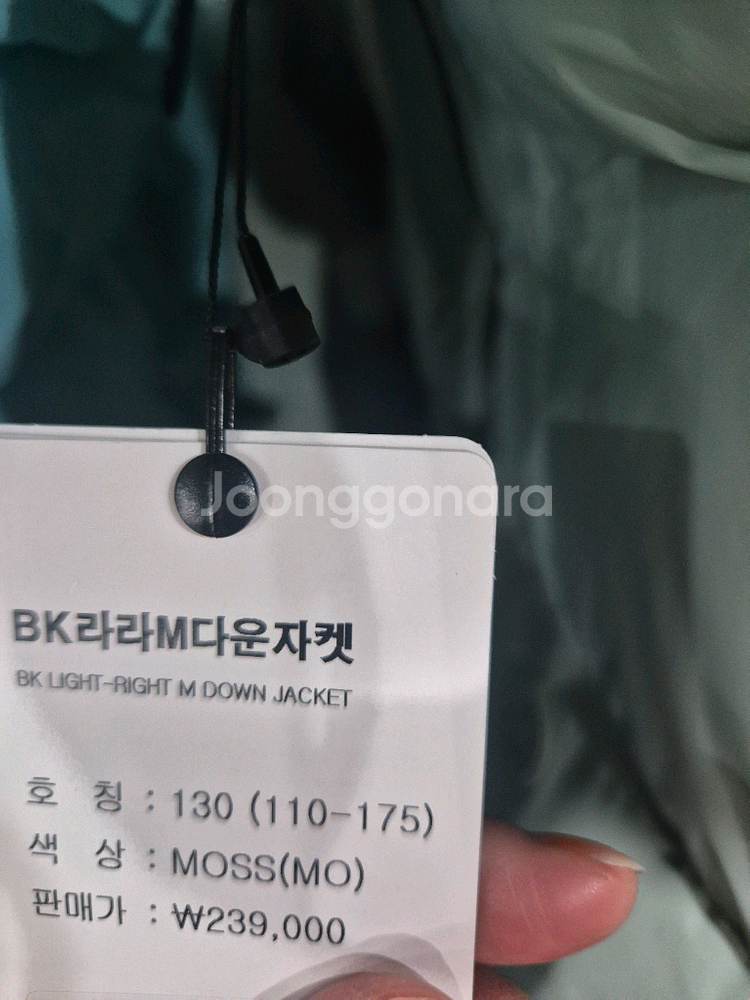 Joonggonara
BK라라M다운자켓
BK LIGHT-RIGHT M DOWN JACKET
호 칭 : 130 (110-175)
색 상 : MOSS(MO)
판매가 : ₩239,000